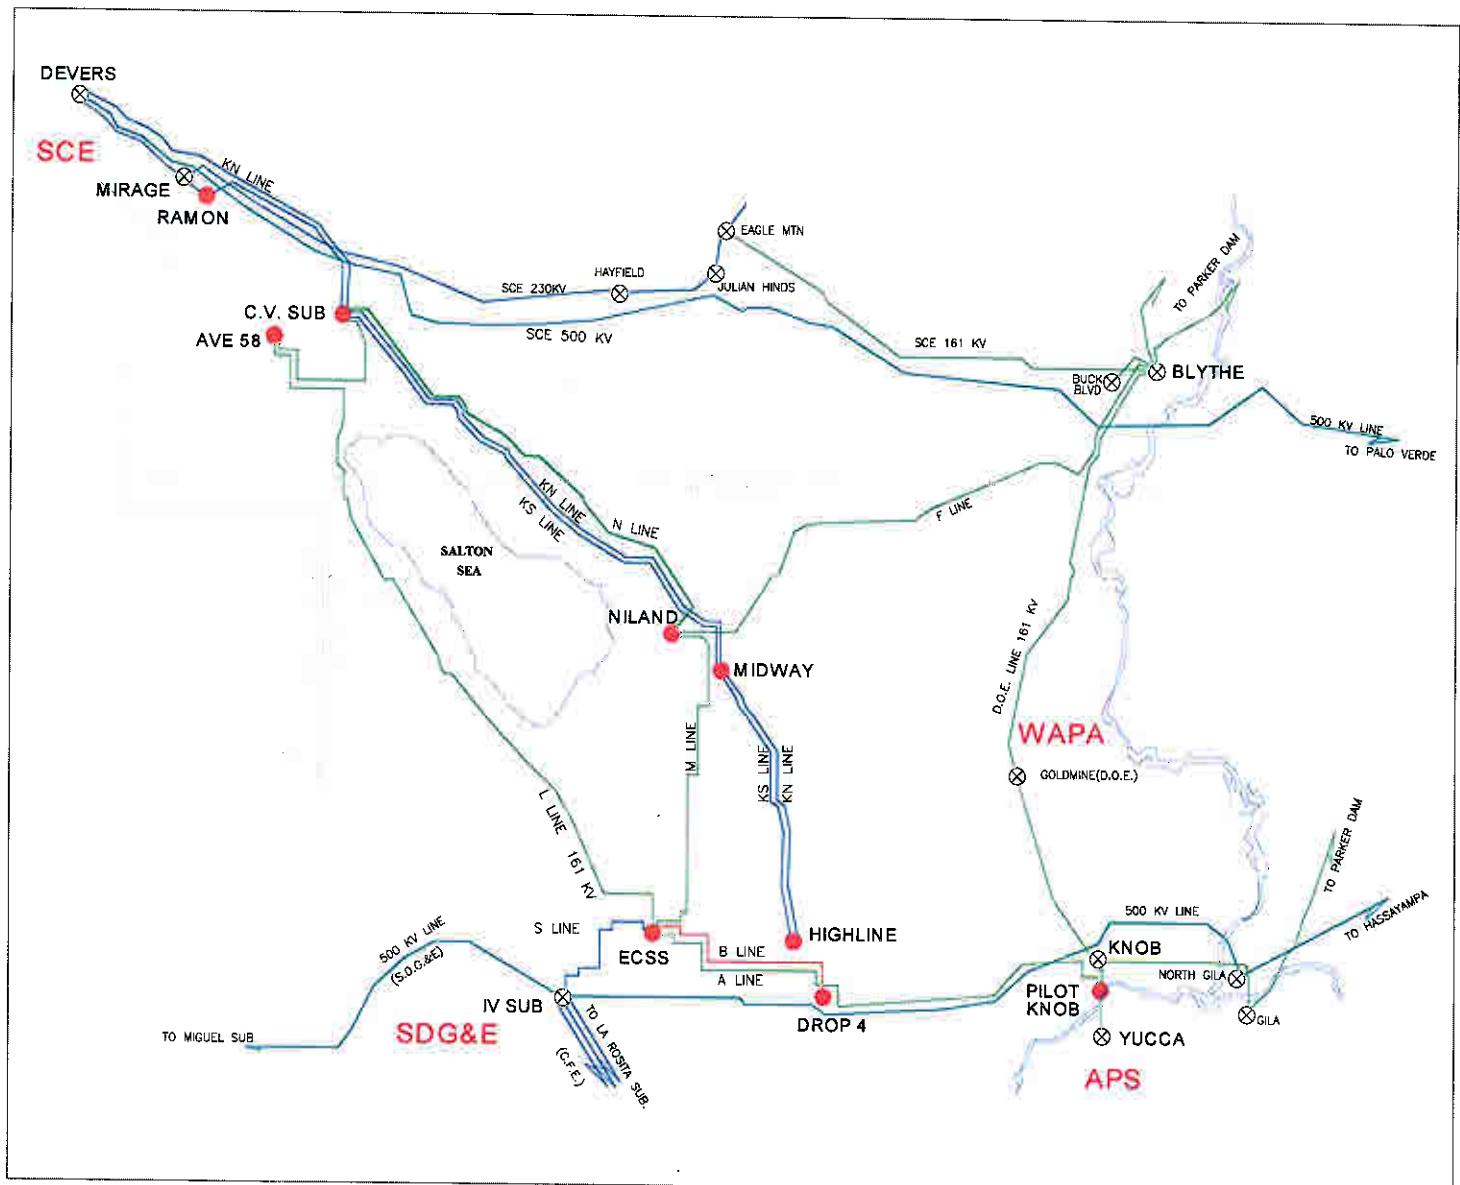 DEVERS
SCE
KN LINE
MIRAGE
RAMON
EAGLE MTN
HAYFIELD
JULIAN HINDS
SCE 230KV
SCE 500 KV
TO PARKER DAM
C.V. SUB
AVE 58
SCE 161 KV
BUCK
BLVD
BLYTHE
500 KV LINE
TO PALO VERDE
KN LINE
KS LINE
N LINE
F LINE
SALTON
SEA
NILAND
MIDWAY
D.O.E. LINE 161 KV
WAPA
GOLDMINE(D.O.E.)
M LINE
KS LINE
KN LINE
L LINE 161 KV
TO PARKER DAM
500 KV LINE
TO HASSAYAMPA
S LINE
500 KV LINE
(S.D.G.&E)
ECSS
B LINE
A LINE
HIGHLINE
KNOB
NORTH GILA
PILOT
KNOB
GILA
IV SUB
DROP 4
SDG&E
TO MIGUEL SUB
TO LA ROSITA SUB.
(C.F.E.)
YUCCA
APS